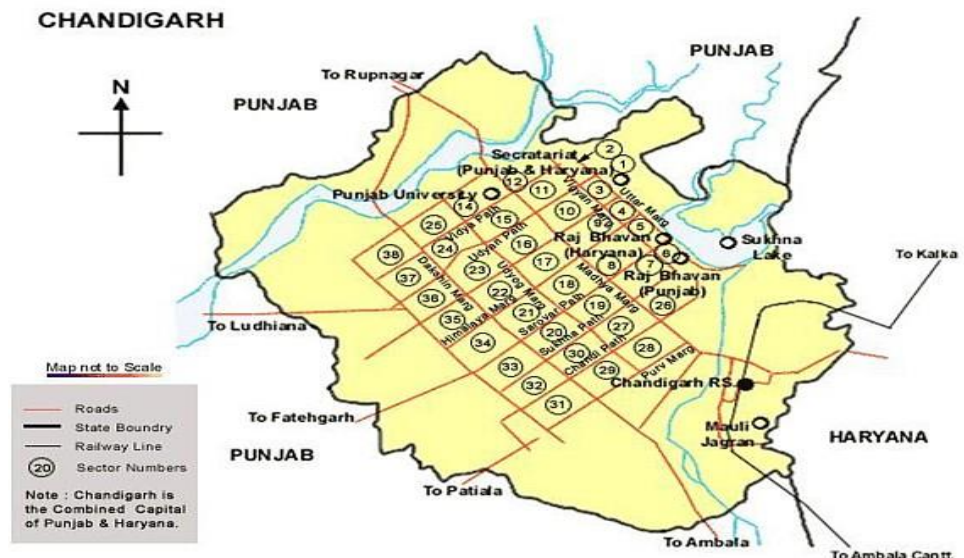 CHANDIGARH
PUNJAB
N
To Rupnagar
PUNJAB
Secratariat
(Punjab & Haryana)
Punjab University
2
1
12
11
3
14
15
10
9
4
5
25
24
16
6
38
37
23
17
8
7
36
22
18
26
35
21
19
34
20
27
33
30
28
32
29
31
Uttar Marg
Vigyan Marg
Vidya Path
Udyan Path
Raj Bhavan
(Haryana)
Raj Bhavan
(Punjab)
Sukhna
Lake
To Kalka
Dakshin Marg
Udyog Marg
Madhya Marg
Himalaya Marg
Sarovar Path
Sukhna Path
Chandi Path
Purv Marg
To Ludhiana
Chandigarh RS.
Mauli
Jagran
HARYANA
To Fatehgarh
PUNJAB
To Patiala
To Ambala
To Ambala Cantt.
Map not to Scale
Roads
State Boundry
Railway Line
20 Sector Numbers
Note : Chandigarh is
the Combined Capital
of Punjab & Haryana.